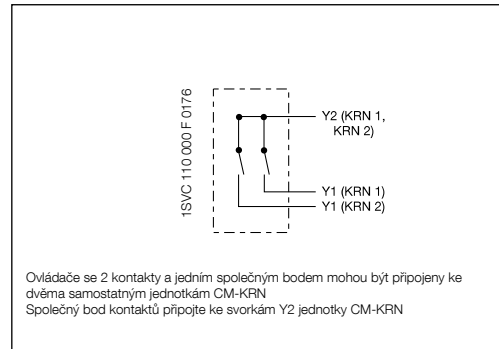 1SVC 110 000 F 0176
Y2 (KRN 1,
KRN 2)
Y1 (KRN 1)
Y1 (KRN 2)
Ovládače se 2 kontakty a jedním společným bodem mohou být připojeny ke
dvěma samostatným jednotkám CM-KRN
Společný bod kontaktů připojte ke svorkám Y2 jednotky CM-KRN